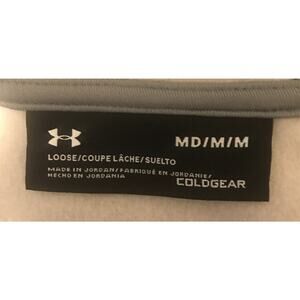 MD/M/M
LOOSE/COUPE LÂCHE/SUELTO
MADE IN JORDAN/FABRIQUÉ EN JORDANIE/
HECHO EN JORDANIA
COLDGEAR